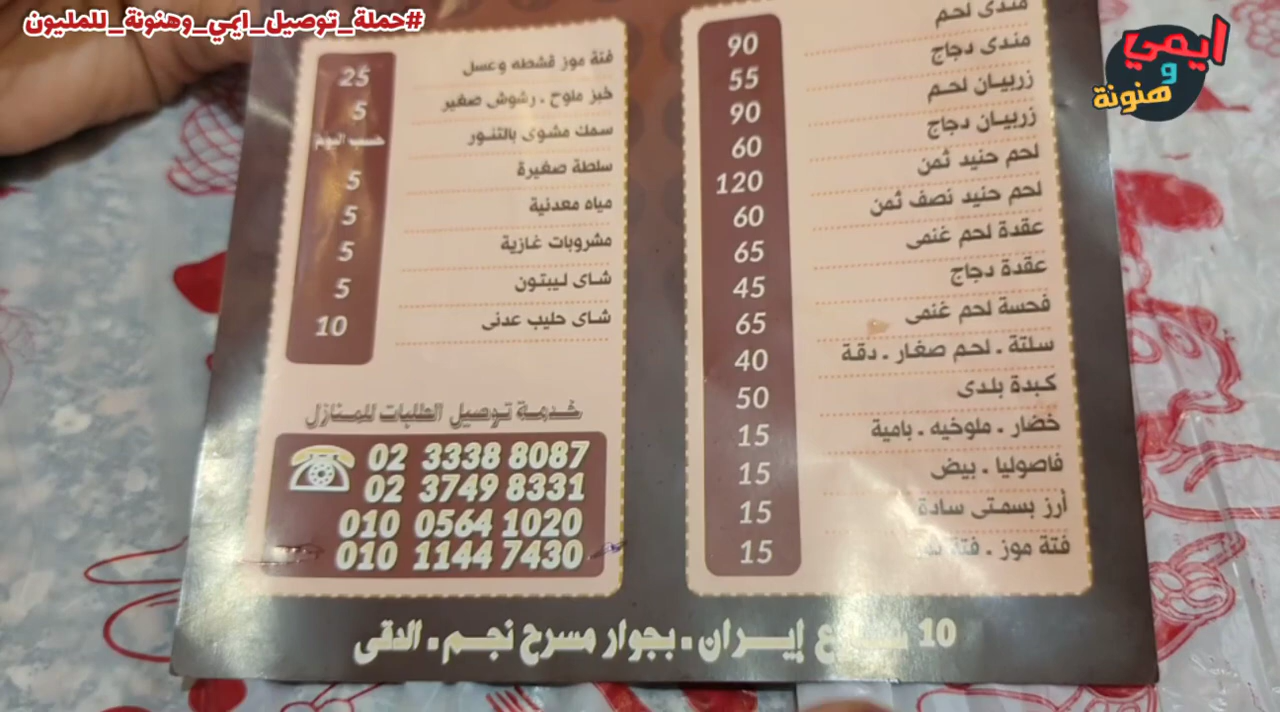 #حملة_توصيل_ايمي_وهنونة_للمليون
ايمي
و
هنونة
مندى لحم 90
مندى دجاج 55
زربيان لحم 90
زربيان دجاج 60
لحم حنيد ثمن 120
لحم حنيد نصف ثمن 60
عقدة لحم غنمى 65
عقدة دجاج 45
فحسة لحم غنمى 65
سلتة . لحم صغار . دقة 40
كبدة بلدى 50
خضار . ملوخيه . بامية 15
فاصوليا . بيض 15
أرز بسمتى سادة 15
فتة موز . فتة 15
فتة موز قشطه وعسل 25
خبز ملوح . رشوش صغير 5
سمك مشوى بالتنور حسب اليوم
سلطة صغيرة 5
مياه معدنية 5
مشروبات غازية 5
شاى ليبتون 5
شاى حليب عدنى 10
خدمة توصيل الطلبات للمنازل
02 3338 8087
02 3749 8331
010 0564 1020
010 1144 7430
10 إيران . بجوار مسرح نجم . الدقى